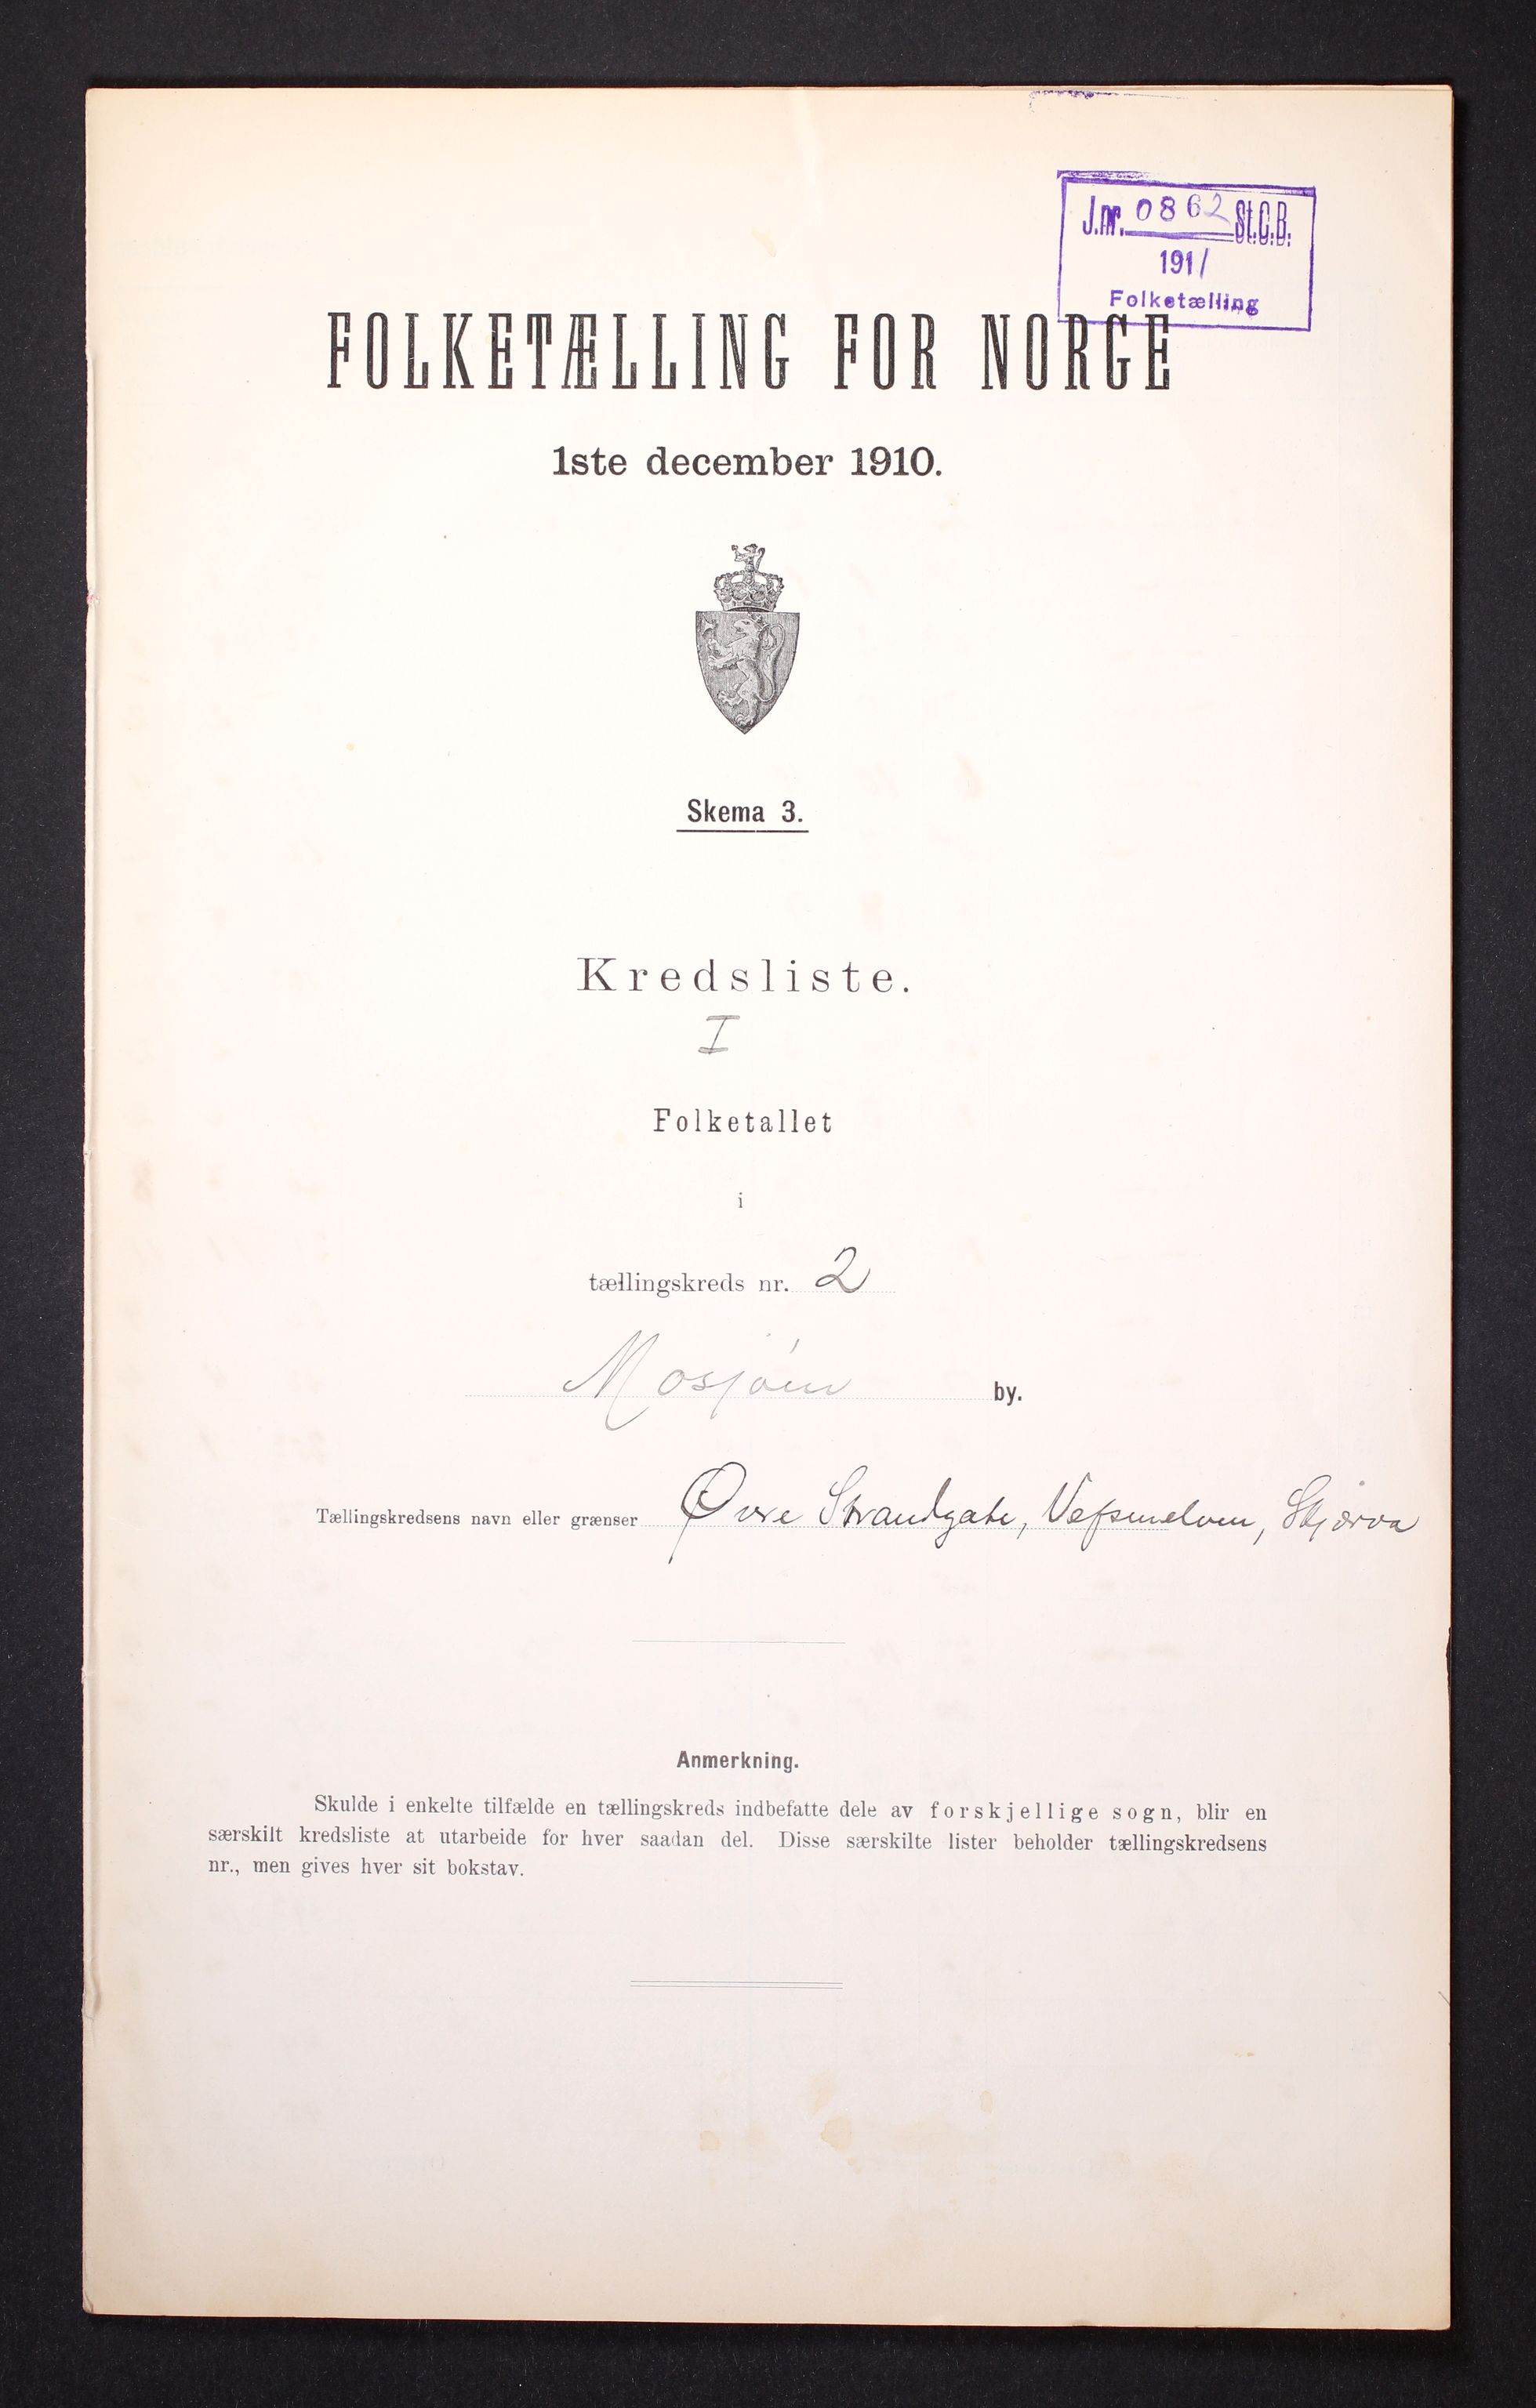 J.nr. 0862 St.C.B.
1911
Folketælling
FOLKETÆLLING FOR NORGE
1ste december 1910.
Skema 3.
Kredsliste.
I
Folketallet
i
tællingskreds nr. 2
Mosjøen by.
Tællingskredsens navn eller grænser Øvre Strandgate, Vefsnelven, Skjerva
Anmerkning.
Skulde i enkelte tilfælde en tællingskreds indbefatte dele av forskjellige sogn, blir en
særskilt kredsliste at utarbeide for hver saadan del. Disse særskilte lister beholder tællingskredsens
nr., men gives hver sit bokstav.